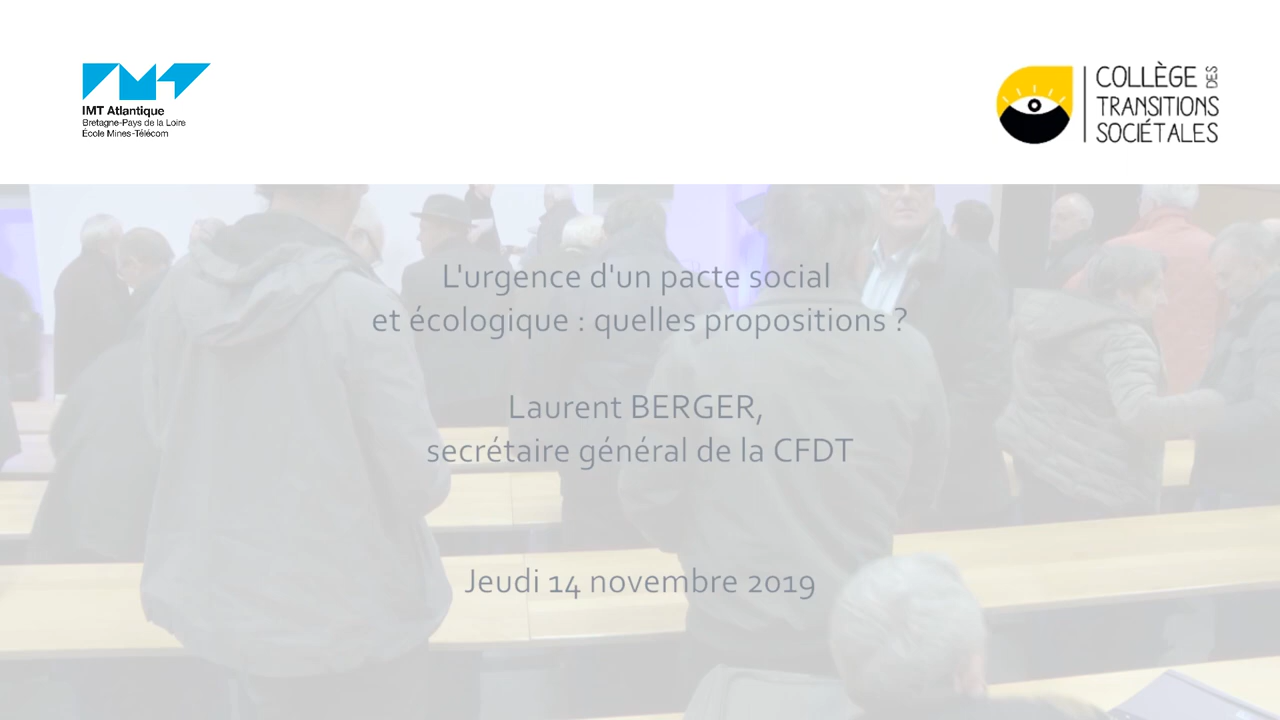 IMT Atlantique
Bretagne-Pays de la Loire
École Mines-Télécom
COLLÈGE DES
TRANSITIONS
SOCIÉTALES
L'urgence d'un pacte social
et écologique : quelles propositions ?
Laurent BERGER,
secrétaire général de la CFDT
Jeudi 14 novembre 2019